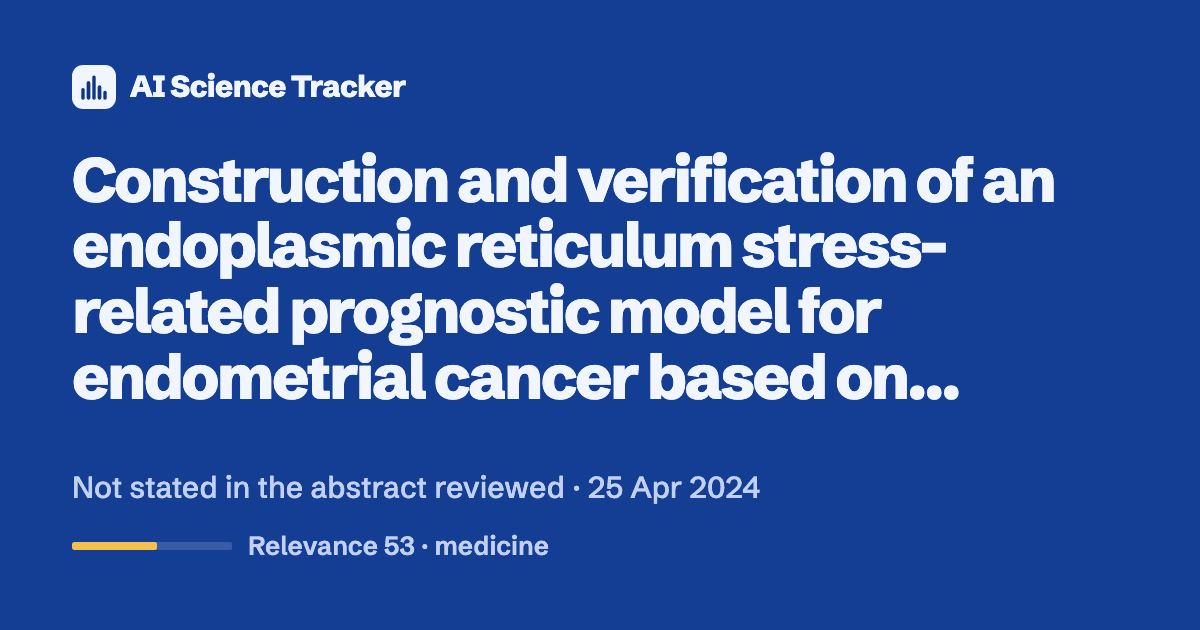 AI Science Tracker
Construction and verification of an
endoplasmic reticulum stress-
related prognostic model for
endometrial cancer based on...
Not stated in the abstract reviewed · 25 Apr 2024
Relevance 53 · medicine